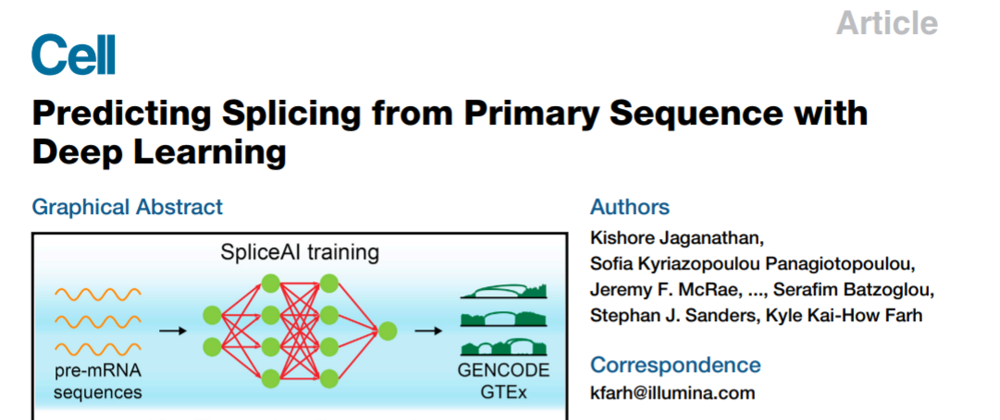 Article
Cell
Predicting Splicing from Primary Sequence with
Deep Learning
Graphical Abstract
SpliceAI training
pre-mRNA
sequences
GENCODE
GTEx
Authors
Kishore Jaganathan,
Sofia Kyriazopoulou Panagiotopoulou,
Jeremy F. McRae, ..., Serafim Batzoglou,
Stephan J. Sanders, Kyle Kai-How Farh
Correspondence
kfarh@illumina.com